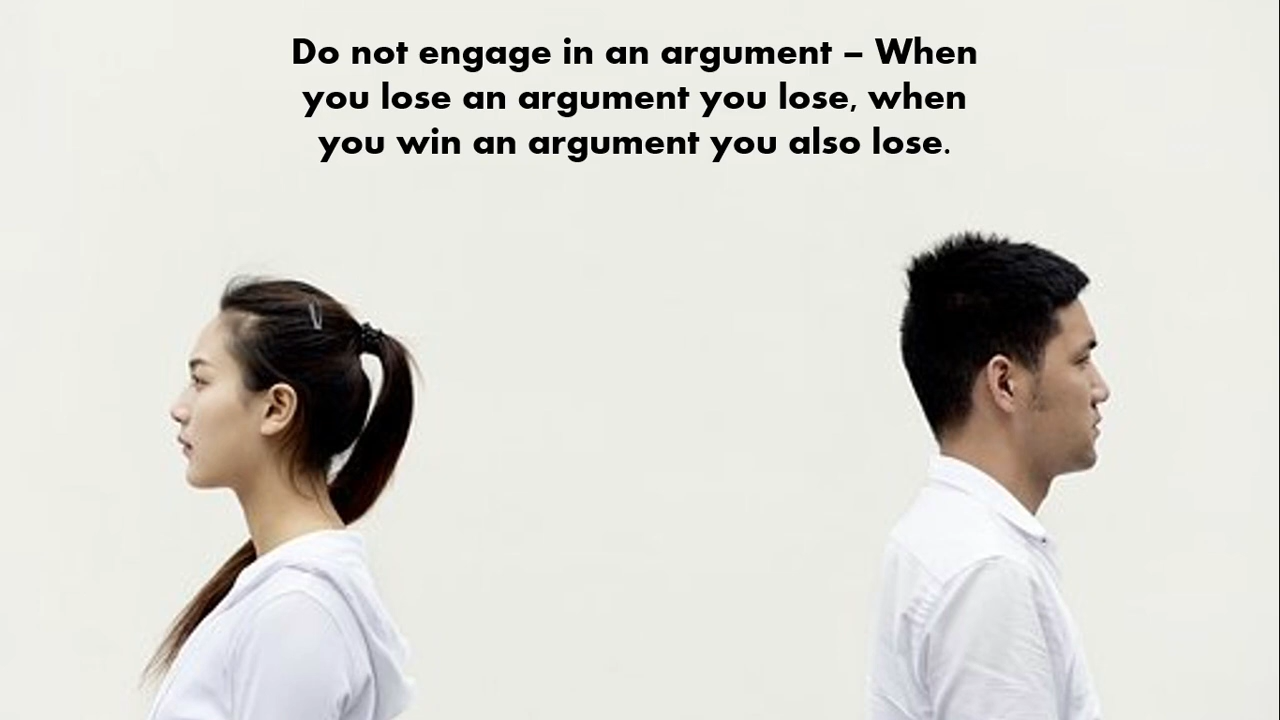 Do not engage in an argument – When
you lose an argument you lose, when
you win an argument you also lose.